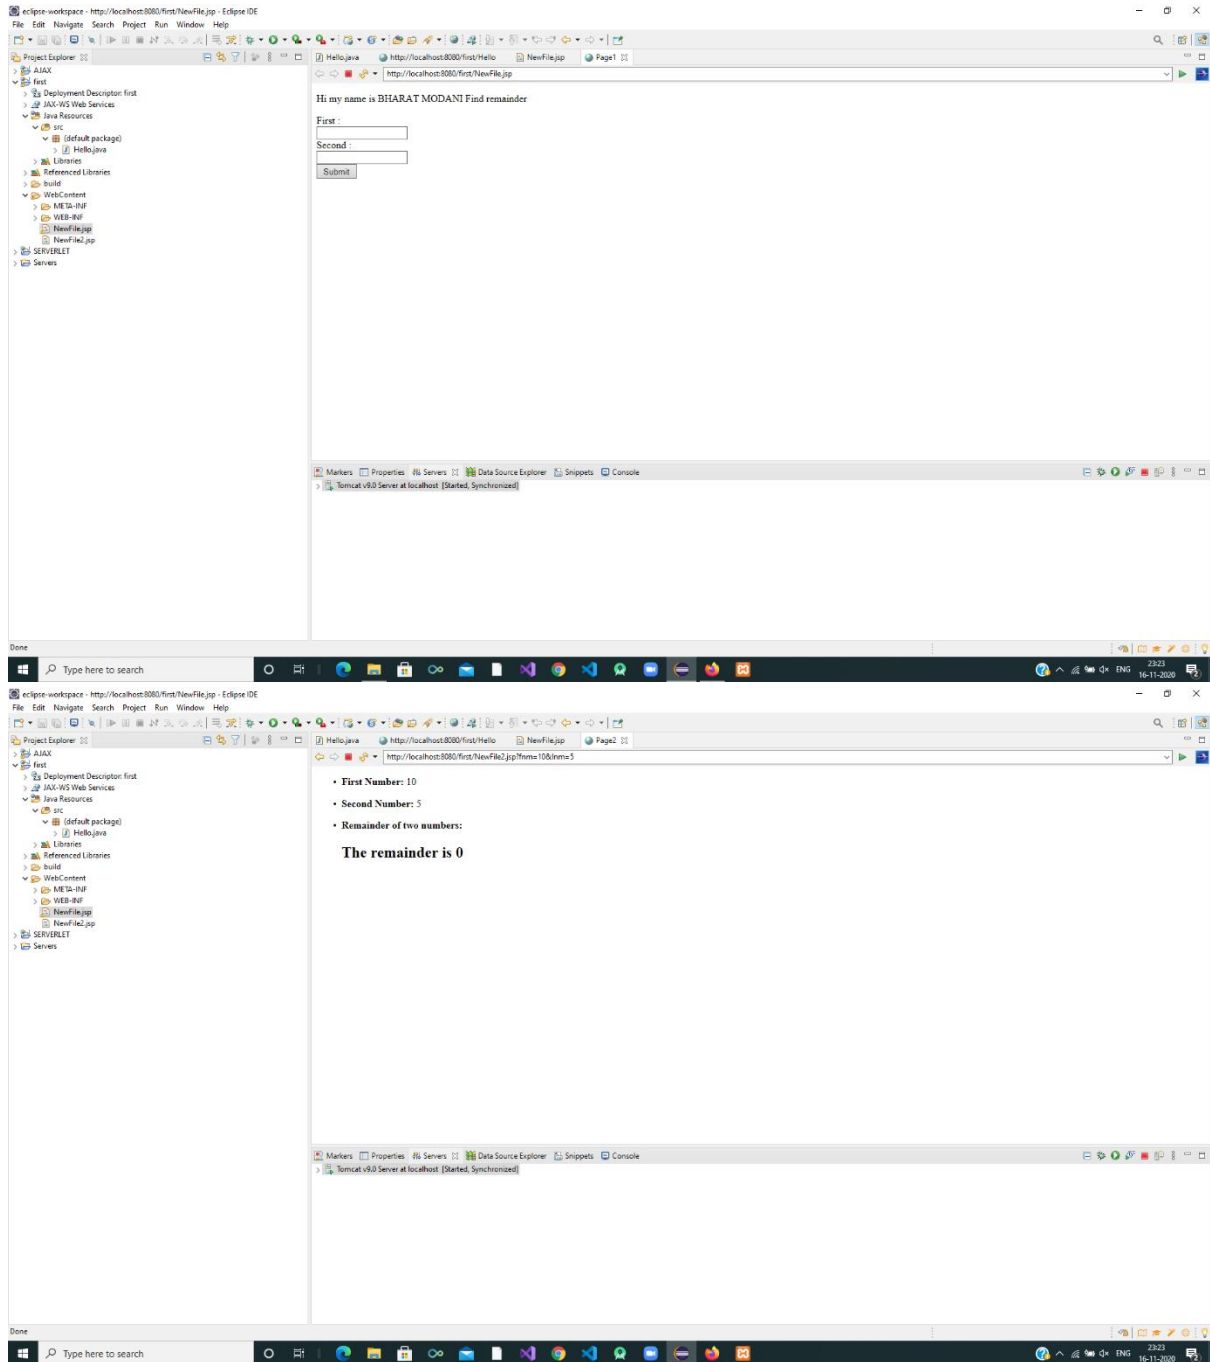 eclipse-workspace - http://localhost:8080/first/NewFile.jsp - Eclipse IDE
File Edit Navigate Search Project Run Window Help
Project Explorer
Hello.java http://localhost:8080/first/Hello NewFile.jsp Page1
AJAX
first
Deployment Descriptor: first
JAX-WS Web Services
Java Resources
src
(default package)
Hello.java
Libraries
Referenced Libraries
build
WebContent
META-INF
WEB-INF
NewFile.jsp
NewFile2.jsp
SERVERLET
Servers
http://localhost:8080/first/NewFile.jsp
Hi my name is BHARAT MODANI Find remainder
First :
Second :
Submit
Markers Properties Servers Data Source Explorer Snippets Console
Tomcat v9.0 Server at localhost [Started, Synchronized]
Done
Type here to search
ENG
23:23
16-11-2020
2
eclipse-workspace - http://localhost:8080/first/NewFile.jsp - Eclipse IDE
File Edit Navigate Search Project Run Window Help
Project Explorer
Hello.java http://localhost:8080/first/Hello NewFile.jsp Page2
AJAX
first
Deployment Descriptor: first
JAX-WS Web Services
Java Resources
src
(default package)
Hello.java
Libraries
Referenced Libraries
build
WebContent
META-INF
WEB-INF
NewFile.jsp
NewFile2.jsp
SERVERLET
Servers
http://localhost:8080/first/NewFile2.jsp?fnm=10&lnm=5
• First Number: 10
• Second Number: 5
• Remainder of two numbers:
The remainder is 0
Markers Properties Servers Data Source Explorer Snippets Console
Tomcat v9.0 Server at localhost [Started, Synchronized]
Done
Type here to search
ENG
23:23
16-11-2020
2